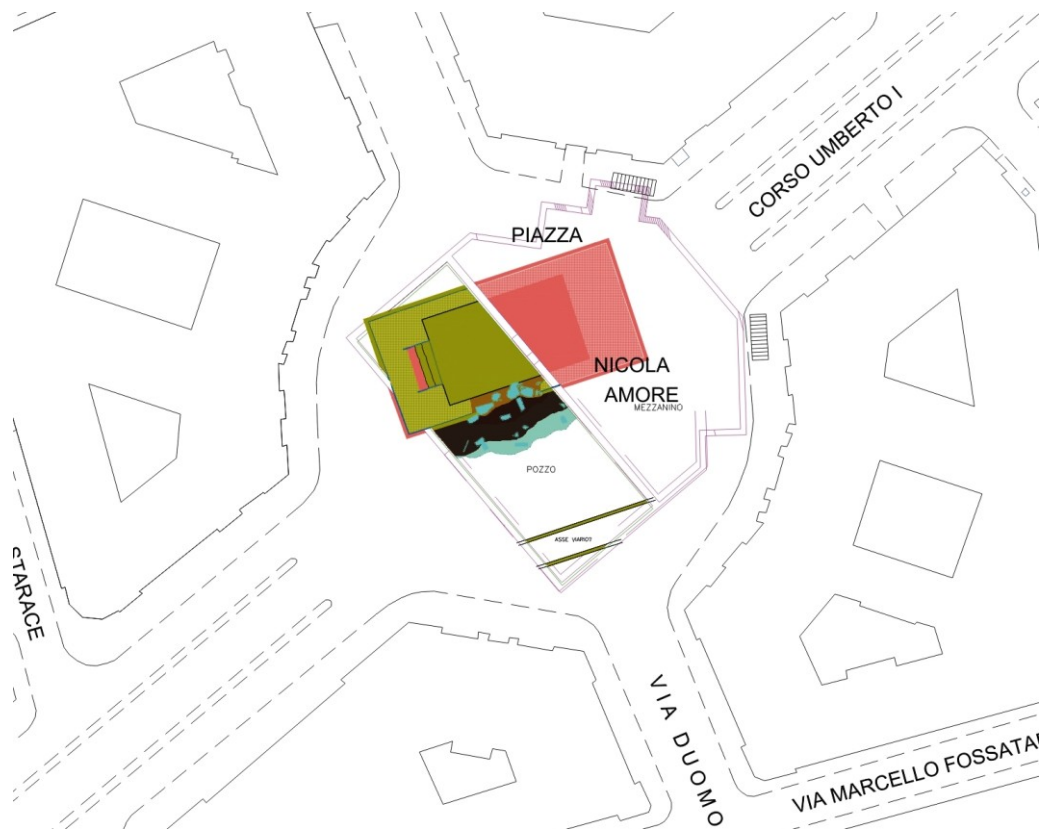 CORSO UMBERTO I
PIAZZA
NICOLA
AMORE
MEZZANINO
POZZO
ASSE VIARIO?
STARACE
VIA DUOMO
VIA MARCELLO FOSSATA